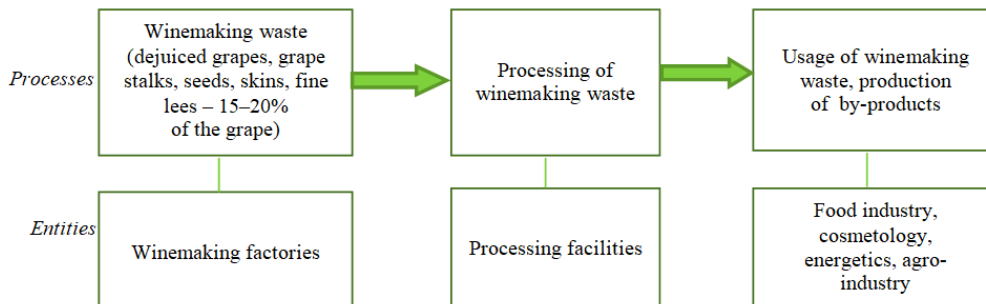 Processes
Winemaking waste
(dejuiced grapes, grape
stalks, seeds, skins, fine
lees – 15–20%
of the grape)
Processing of
winemaking waste
Usage of winemaking
waste, production
of by-products
Entities
Winemaking factories
Processing facilities
Food industry,
cosmetology,
energetics, agro-
industry